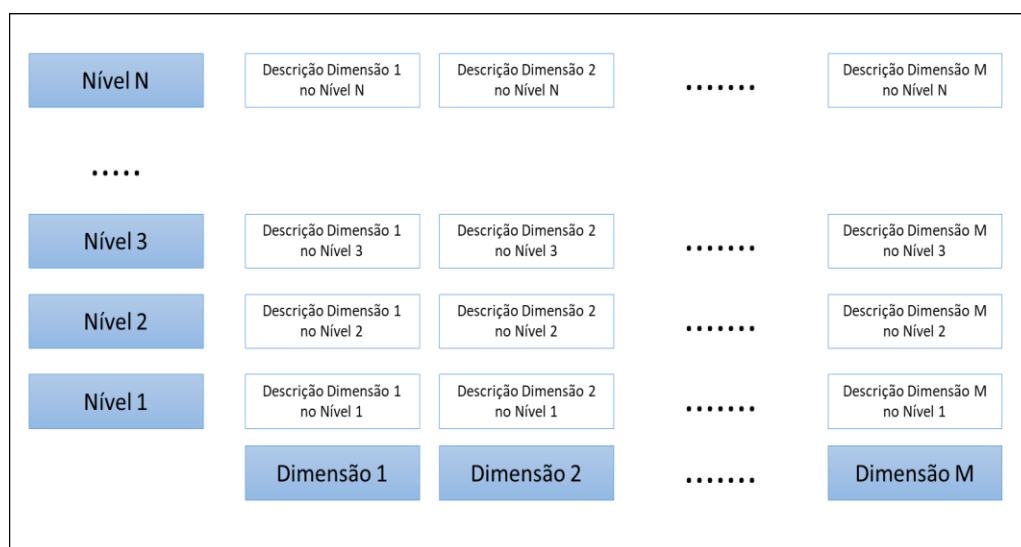 Nível N
Descrição Dimensão 1
no Nível N
Descrição Dimensão 2
no Nível N
.......
Descrição Dimensão M
no Nível N
.....
Nível 3
Descrição Dimensão 1
no Nível 3
Descrição Dimensão 2
no Nível 3
.......
Descrição Dimensão M
no Nível 3
Nível 2
Descrição Dimensão 1
no Nível 2
Descrição Dimensão 2
no Nível 2
.......
Descrição Dimensão M
no Nível 2
Nível 1
Descrição Dimensão 1
no Nível 1
Descrição Dimensão 2
no Nível 1
.......
Descrição Dimensão M
no Nível 1
Dimensão 1
Dimensão 2
.......
Dimensão M